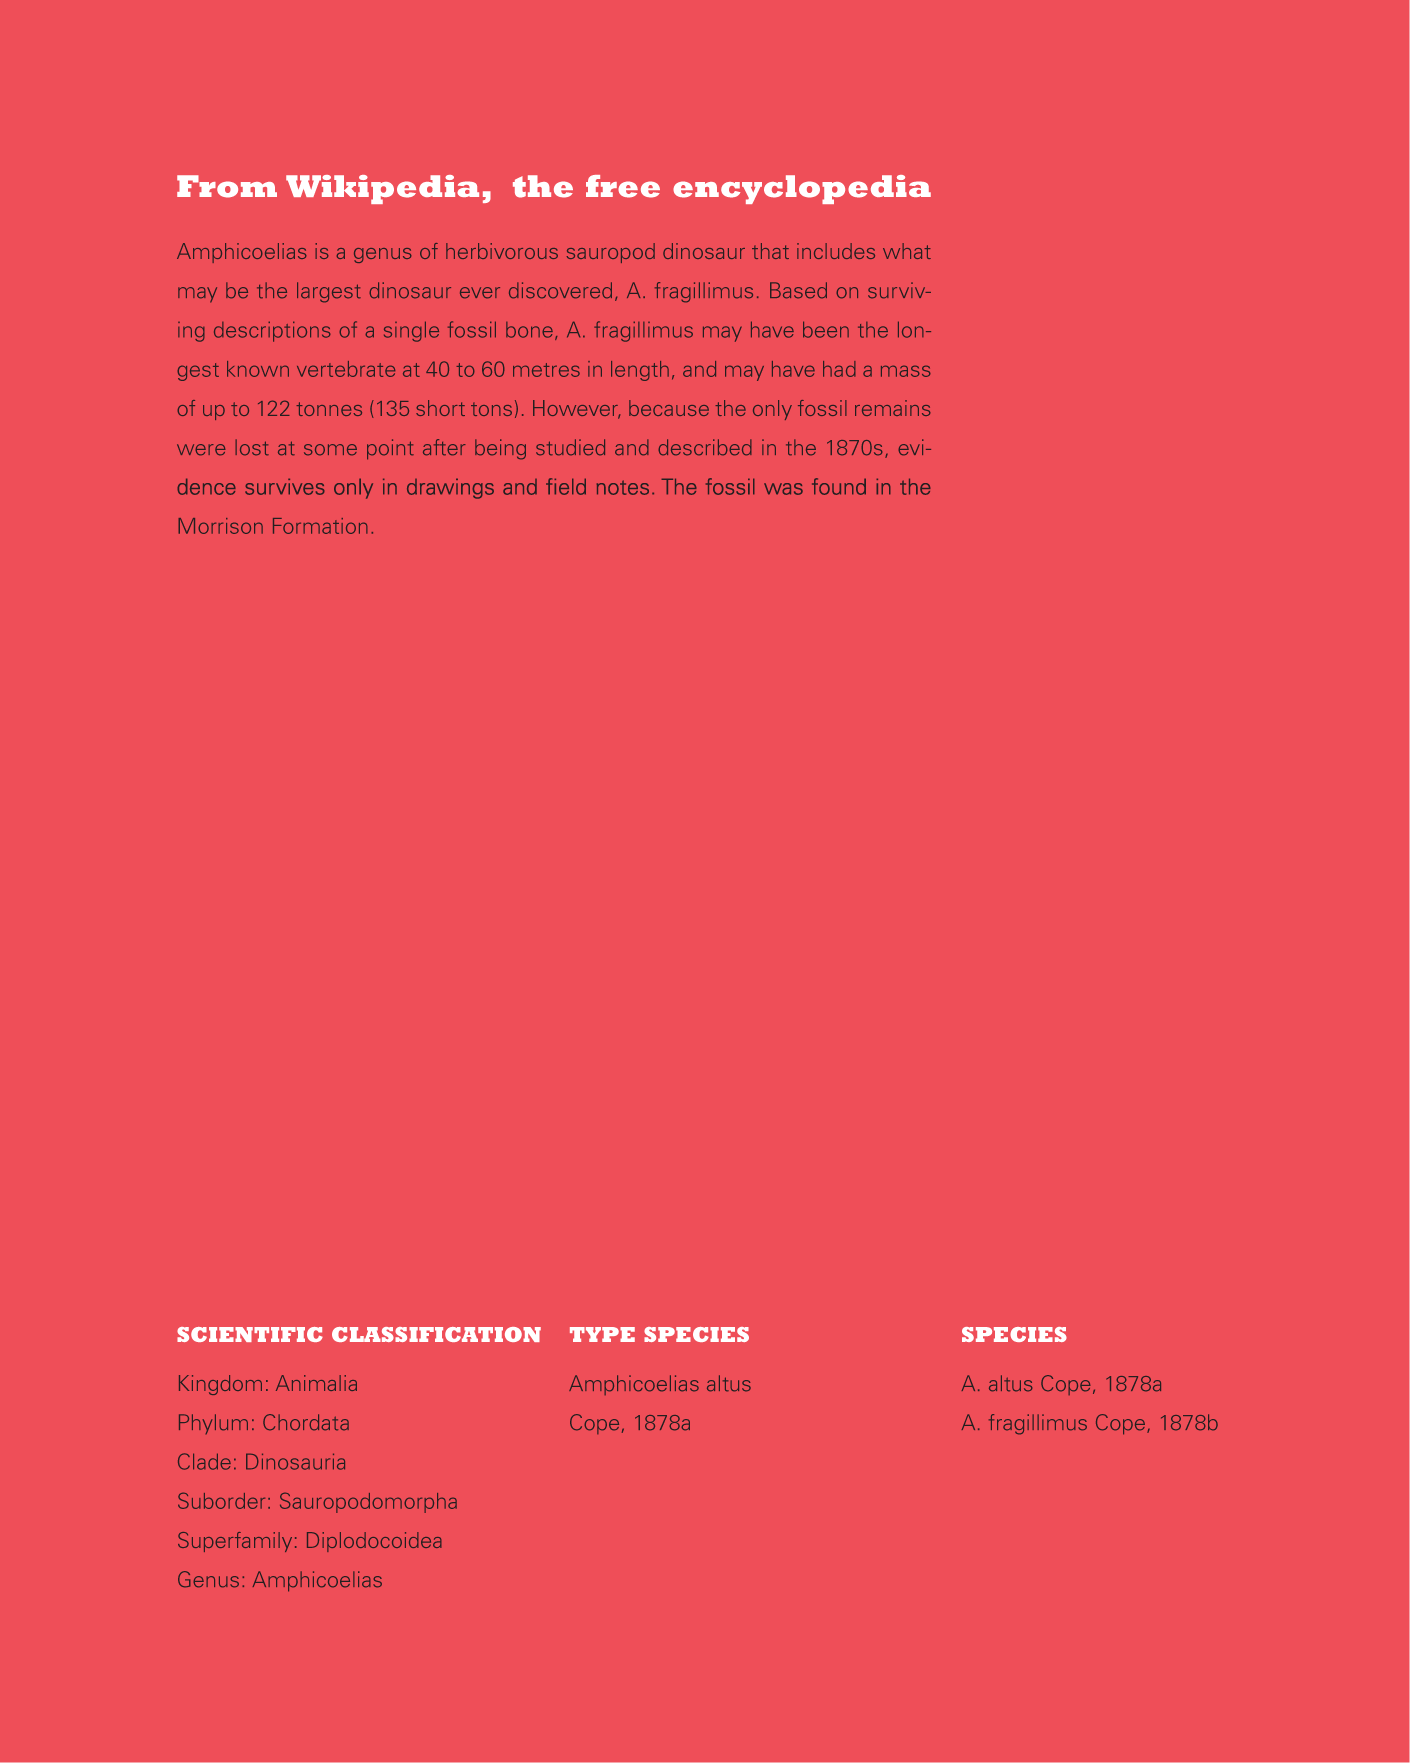 From Wikipedia, the free encyclopedia
Amphicoelias is a genus of herbivorous sauropod dinosaur that includes what
may be the largest dinosaur ever discovered, A. fragillimus. Based on surviv-
ing descriptions of a single fossil bone, A. fragillimus may have been the lon-
gest known vertebrate at 40 to 60 metres in length, and may have had a mass
of up to 122 tonnes (135 short tons). However, because the only fossil remains
were lost at some point after being studied and described in the 1870s, evi-
dence survives only in drawings and field notes. The fossil was found in the
Morrison Formation.
SCIENTIFIC CLASSIFICATION
Kingdom: Animalia
Phylum: Chordata
Clade: Dinosauria
Suborder: Sauropodomorpha
Superfamily: Diplodocoidea
Genus: Amphicoelias
TYPE SPECIES
Amphicoelias altus
Cope, 1878a
SPECIES
A. altus Cope, 1878a
A. fragillimus Cope, 1878b